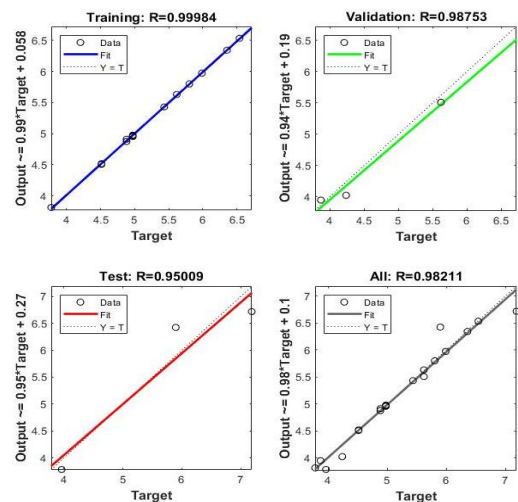 Training: R=0.99984
Output ~= 0.99*Target + 0.058
Data
Fit
Y = T
6.5
6
5.5
5
4.5
4
4 4.5 5 5.5 6 6.5
Target
Validation: R=0.98753
Output ~= 0.94*Target + 0.19
Data
Fit
Y = T
6.5
6
5.5
5
4.5
4
4 4.5 5 5.5 6 6.5
Target
Test: R=0.95009
Output ~= 0.95*Target + 0.27
Data
Fit
Y = T
7
6.5
6
5.5
5
4.5
4
4 5 6 7
Target
All: R=0.98211
Output ~= 0.98*Target + 0.1
Data
Fit
Y = T
7
6.5
6
5.5
5
4.5
4
4 5 6 7
Target